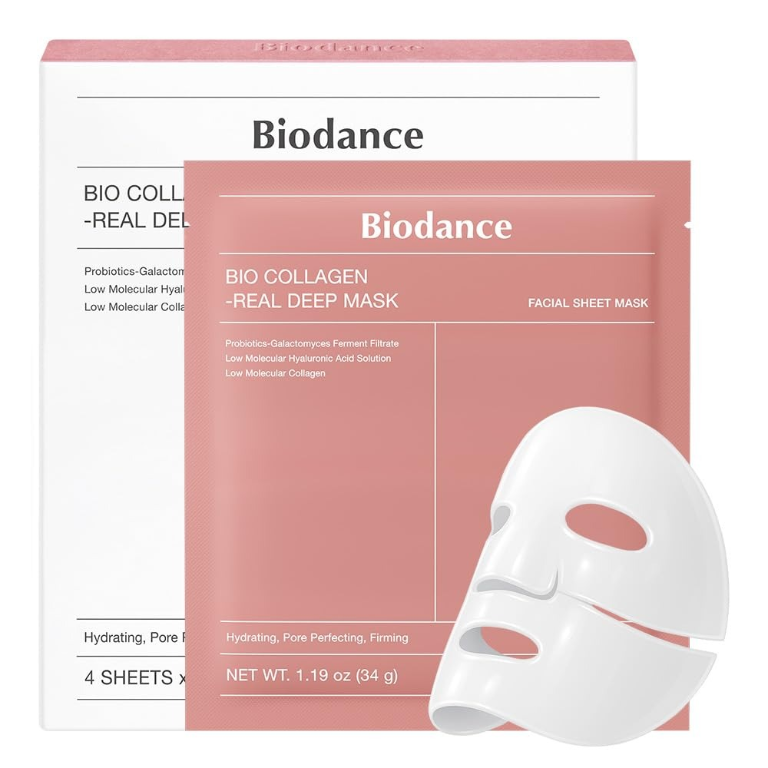 Biodance
Biodance
BIO COLLA
-REAL DEE
Probiotics-Galactom
Low Molecular Hyal
Low Molecular Colla
Hydrating, Pore
4 SHEETS x
Biodance
BIO COLLAGEN
-REAL DEEP MASK
FACIAL SHEET MASK
Probiotics-Galactomyces Ferment Filtrate
Low Molecular Hyaluronic Acid Solution
Low Molecular Collagen
Hydrating, Pore Perfecting, Firming
NET WT. 1.19 oz (34 g)